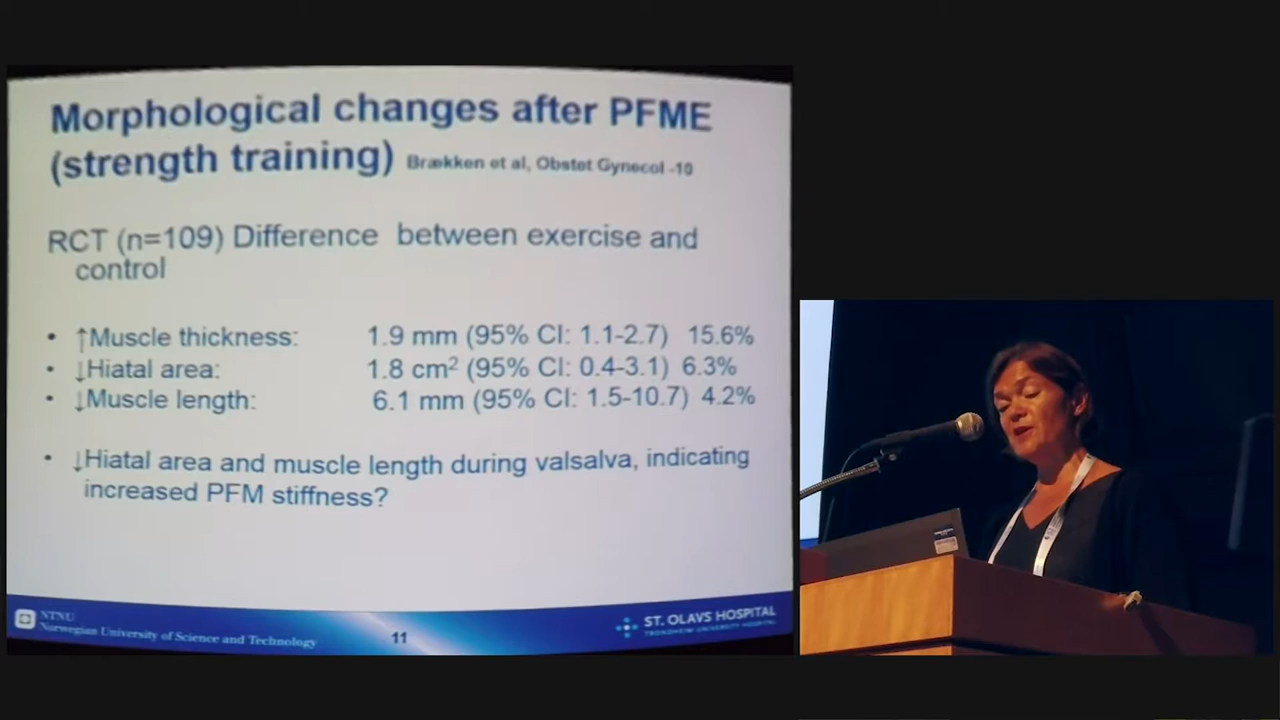 Morphological changes after PFME
(strength training) Brækken et al, Obstet Gynecol -10
RCT (n=109) Difference between exercise and
control
• ↑Muscle thickness: 1.9 mm (95% CI: 1.1-2.7) 15.6%
• ↓Hiatal area: 1.8 cm² (95% CI: 0.4-3.1) 6.3%
• ↓Muscle length: 6.1 mm (95% CI: 1.5-10.7) 4.2%
• ↓Hiatal area and muscle length during valsalva, indicating
increased PFM stiffness?
NTNU
Norwegian University of Science and Technology
11
ST. OLAVS HOSPITAL
TRONDHEIM UNIVERSITY HOSPITAL